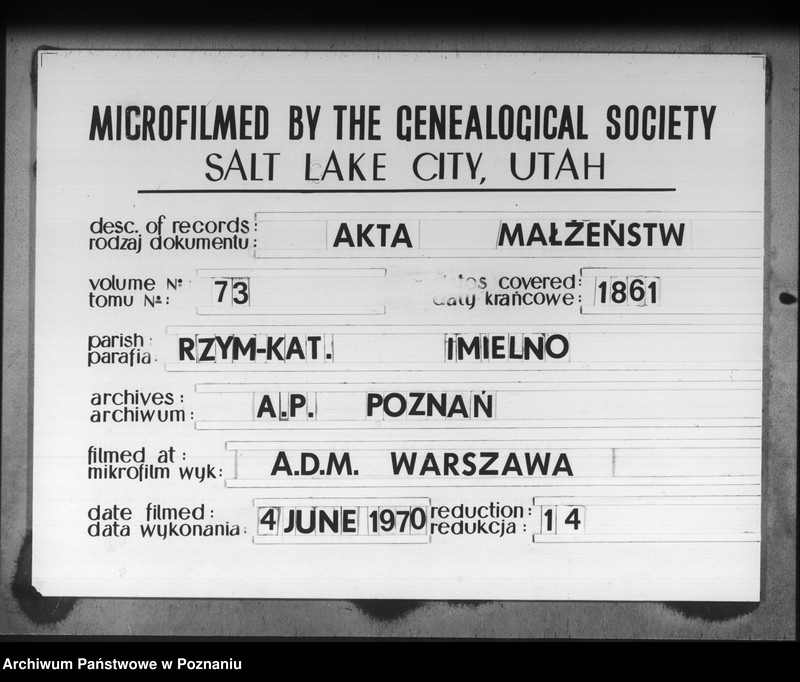 MICROFILMED BY THE GENEALOGICAL SOCIETY
SALT LAKE CITY, UTAH
desc. of records: AKTA MAŁŻEŃSTW
rodzaj dokumentu:
volume No: 73 covered: 1861
tomu No: daty krańcowe:
parish: RZYM-KAT. IMIELNO
parafia:
archives: A.P. POZNAŃ
archiwum:
filmed at: A.D.M. WARSZAWA
mikrofilm wyk:
date filmed: 4 JUNE 1970 reduction: 14
data wykonania: redukcja:
Archiwum Państwowe w Poznaniu